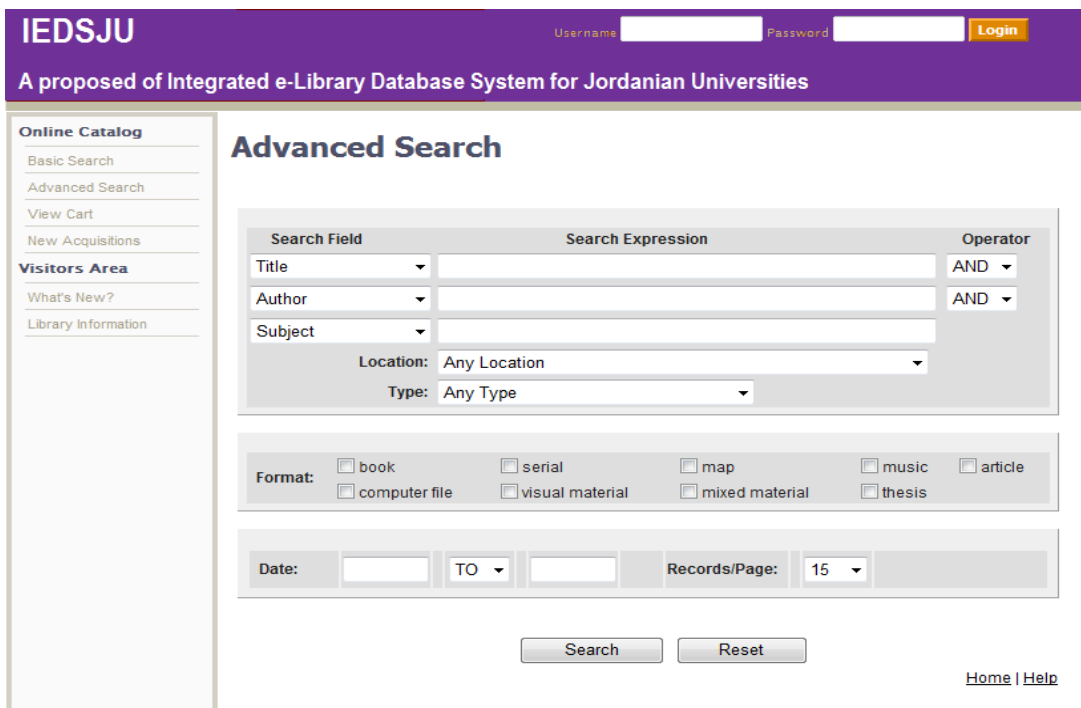 IEDSJU
Username Password Login
A proposed of Integrated e-Library Database System for Jordanian Universities
Online Catalog
Basic Search
Advanced Search
View Cart
New Acquisitions
Visitors Area
What's New?
Library Information
Advanced Search
Search Field Search Expression Operator
Title AND
Author AND
Subject
Location: Any Location
Type: Any Type
Format: book serial map music article
computer file visual material mixed material thesis
Date: TO Records/Page: 15
Search Reset
Home | Help